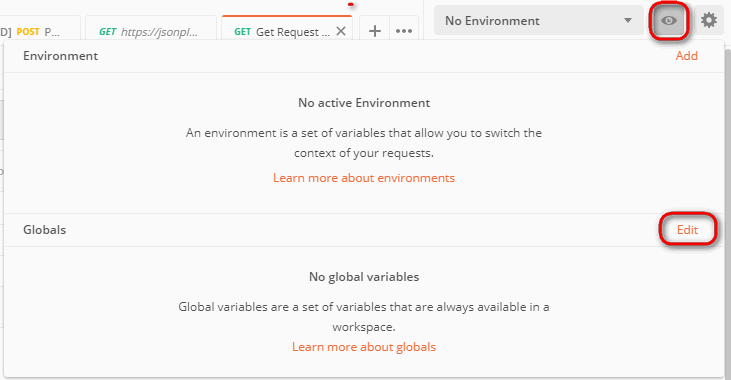 D] POST P... GET https://jsonpl... GET Get Request ... No Environment
Environment Add
No active Environment
An environment is a set of variables that allow you to switch the
context of your requests.
Learn more about environments
Globals Edit
No global variables
Global variables are a set of variables that are always available in a
workspace.
Learn more about globals